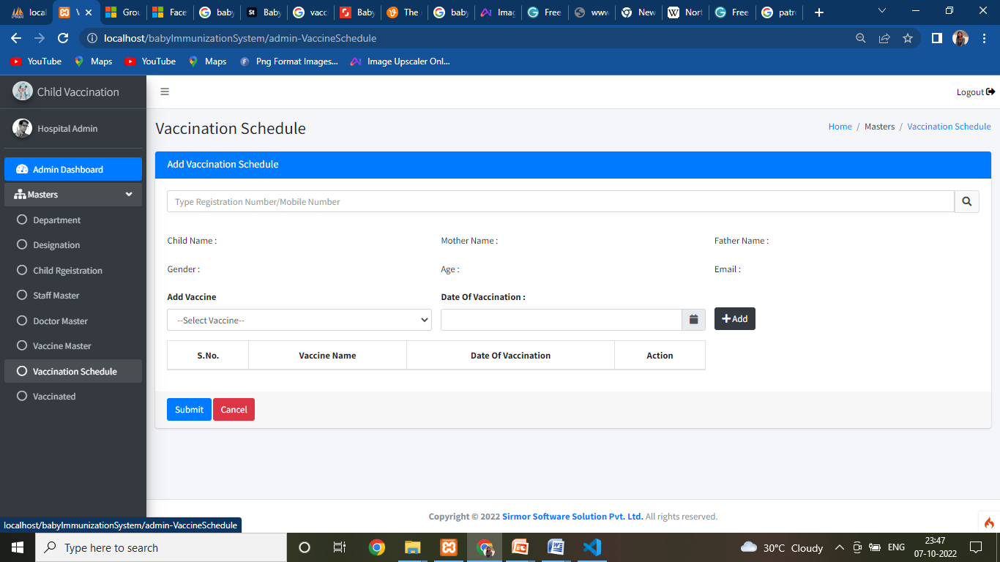 local
V
Grou
Face
baby
Baby
vacc
Baby
The
baby
Imag
Free
www
New
Nort
Free
patro
localhost/babyImmunizationSystem/admin-VaccineSchedule
YouTube Maps YouTube Maps Png Format Images... Image Upscaler Onl...
Child Vaccination
Logout
Hospital Admin
Vaccination Schedule
Home / Masters / Vaccination Schedule
Admin Dashboard
Masters
Department
Designation
Child Rgeistration
Staff Master
Doctor Master
Vaccine Master
Vaccination Schedule
Vaccinated
Add Vaccination Schedule
Type Registration Number/Mobile Number
Child Name : Mother Name : Father Name :
Gender : Age : Email :
Add Vaccine Date Of Vaccination :
--Select Vaccine-- Add
S.No. Vaccine Name Date Of Vaccination Action
Submit Cancel
Copyright © 2022 Sirmor Software Solution Pvt. Ltd. All rights reserved.
localhost/babyImmunizationSystem/admin-VaccineSchedule
Type here to search
30°C Cloudy
ENG
23:47
07-10-2022